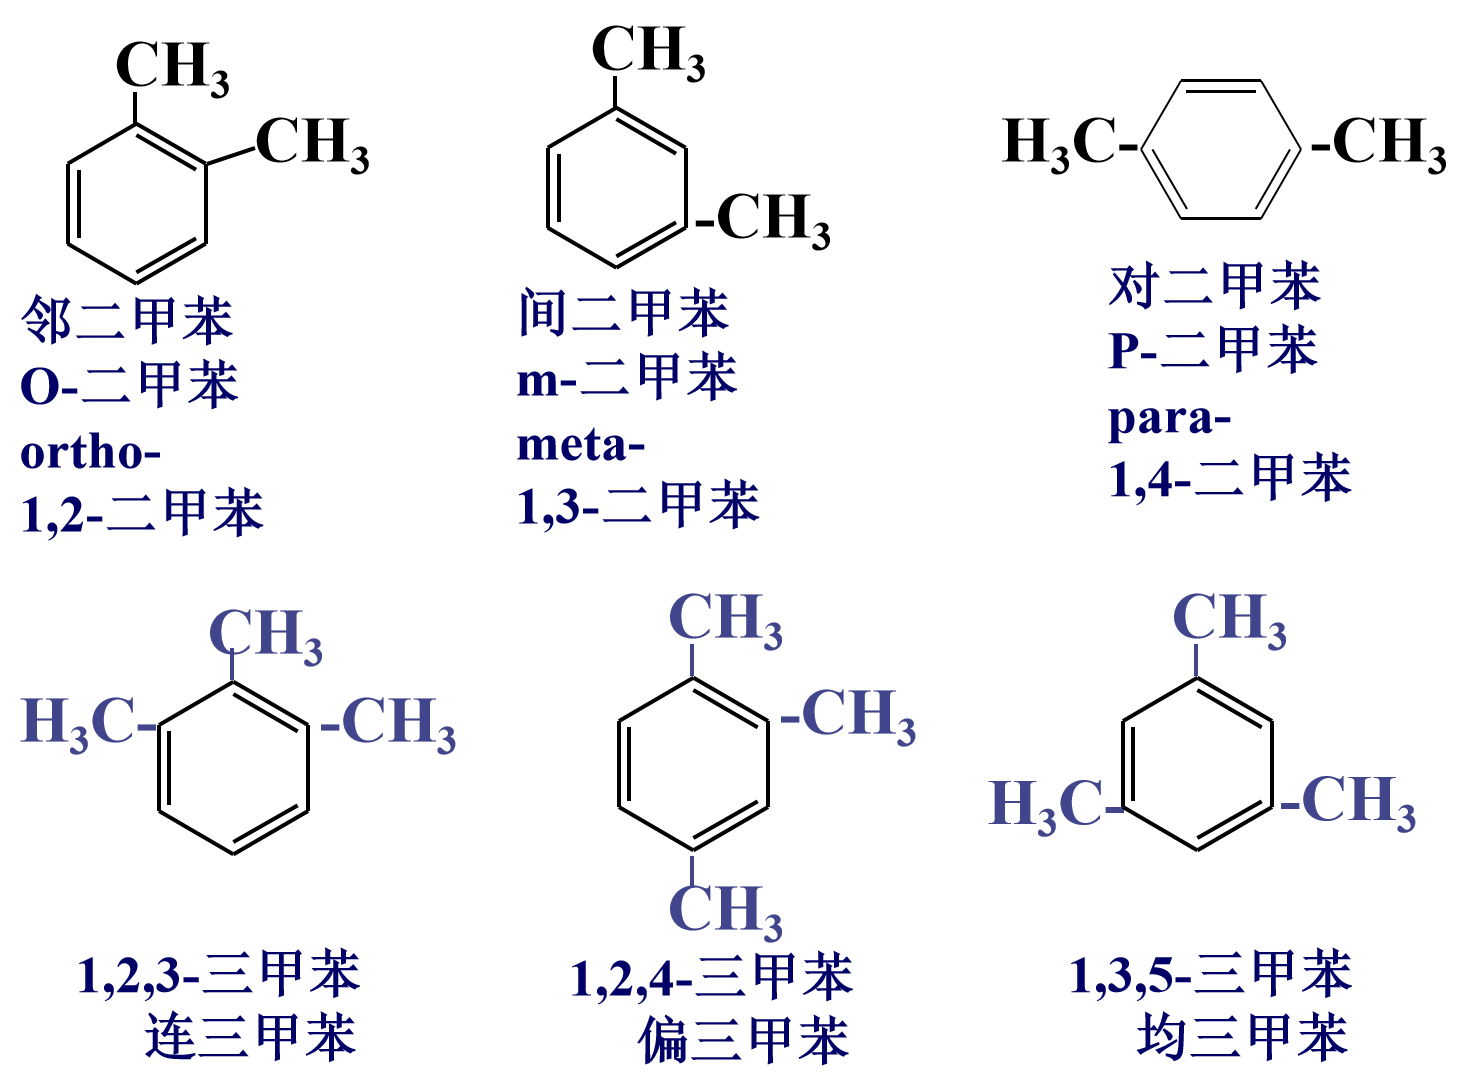 CH₃
CH₃
邻二甲苯
O-二甲苯
ortho-
1,2-二甲苯
CH₃
-CH₃
间二甲苯
m-二甲苯
meta-
1,3-二甲苯
H₃C-
-CH₃
对二甲苯
P-二甲苯
para-
1,4-二甲苯
CH₃
H₃C-
-CH₃
1,2,3-三甲苯
连三甲苯
CH₃
-CH₃
CH₃
1,2,4-三甲苯
偏三甲苯
CH₃
H₃C-
-CH₃
1,3,5-三甲苯
均三甲苯